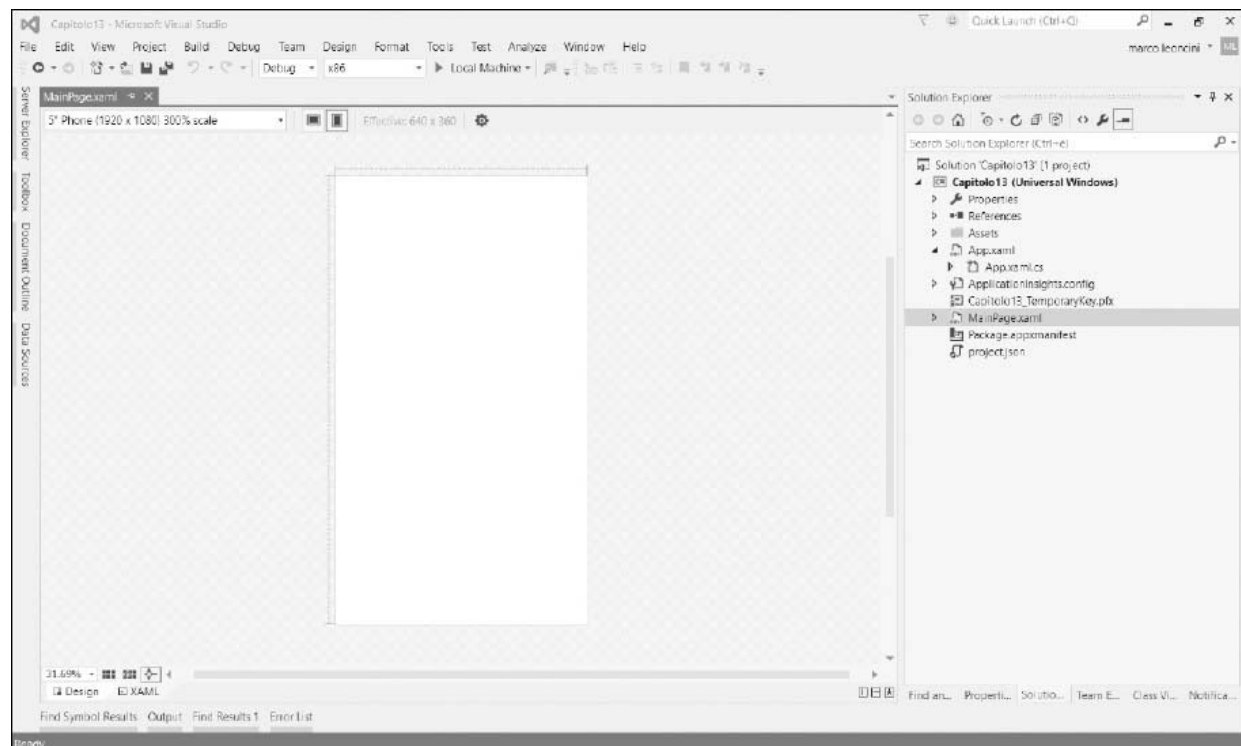 Capitolo13 - Microsoft Visual Studio
Quick Launch (Ctrl+Q)
File Edit View Project Build Debug Team Design Format Tools Test Analyze Window Help
marco leoncini
ML
Debug x86 Local Machine
Server Explorer
Toolbox
Document Outline
Data Sources
MainPage.xaml
5" Phone (1920 x 1080) 300% scale
Effective: 640 x 360
Solution Explorer
Search Solution Explorer (Ctrl+e)
Solution 'Capitolo13' (1 project)
Capitolo13 (Universal Windows)
Properties
References
Assets
App.xaml
App.xaml.cs
ApplicationInsights.config
Capitolo13_TemporaryKey.pfx
MainPage.xaml
Package.appxmanifest
project.json
31.69%
Design XAML
Find an... Properti... Solutio... Team E... Class Vi... Notifica...
Find Symbol Results Output Find Results 1 Error List
Ready